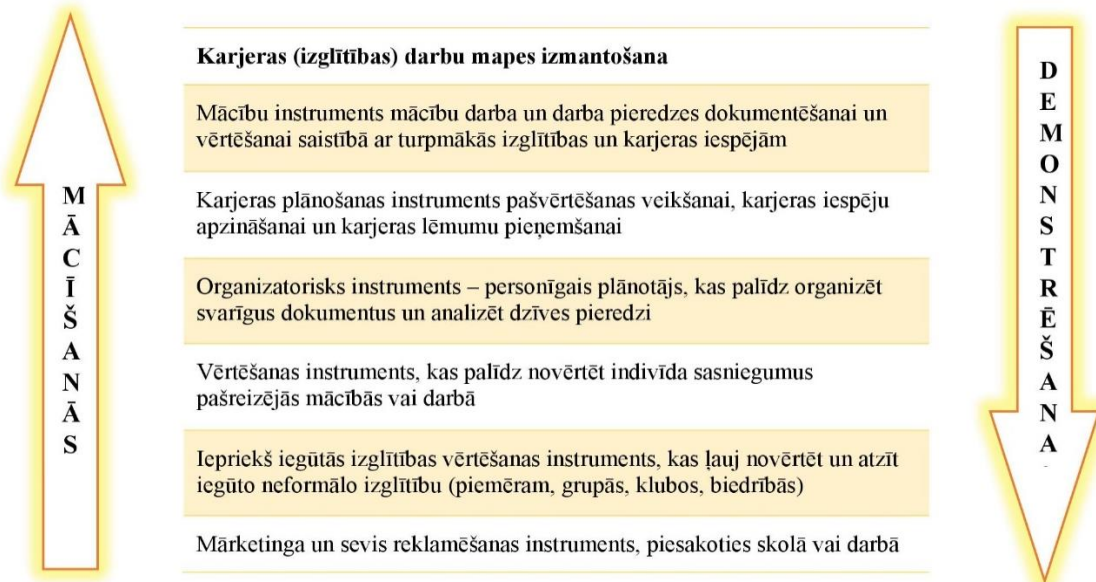 Karjeras (izglītības) darbu mapes izmantošana
Mācību instruments mācību darba un darba pieredzes dokumentēšanai un
vērtēšanai saistībā ar turpmākās izglītības un karjeras iespējām
Karjeras plānošanas instruments pašvērtēšanas veikšanai, karjeras iespēju
apzināšanai un karjeras lēmumu pieņemšanai
Organizatorisks instruments – personīgais plānotājs, kas palīdz organizēt
svarīgus dokumentus un analizēt dzīves pieredzi
Vērtēšanas instruments, kas palīdz novērtēt indivīda sasniegumus
pašreizējās mācībās vai darbā
Iepriekš iegūtās izglītības vērtēšanas instruments, kas ļauj novērtēt un atzīt
iegūto neformālo izglītību (piemēram, grupās, klubos, biedrībās)
Mārketinga un sevis reklamēšanas instruments, piesakoties skolā vai darbā
MĀCĪŠANĀS
DEMONSTRĒŠANA